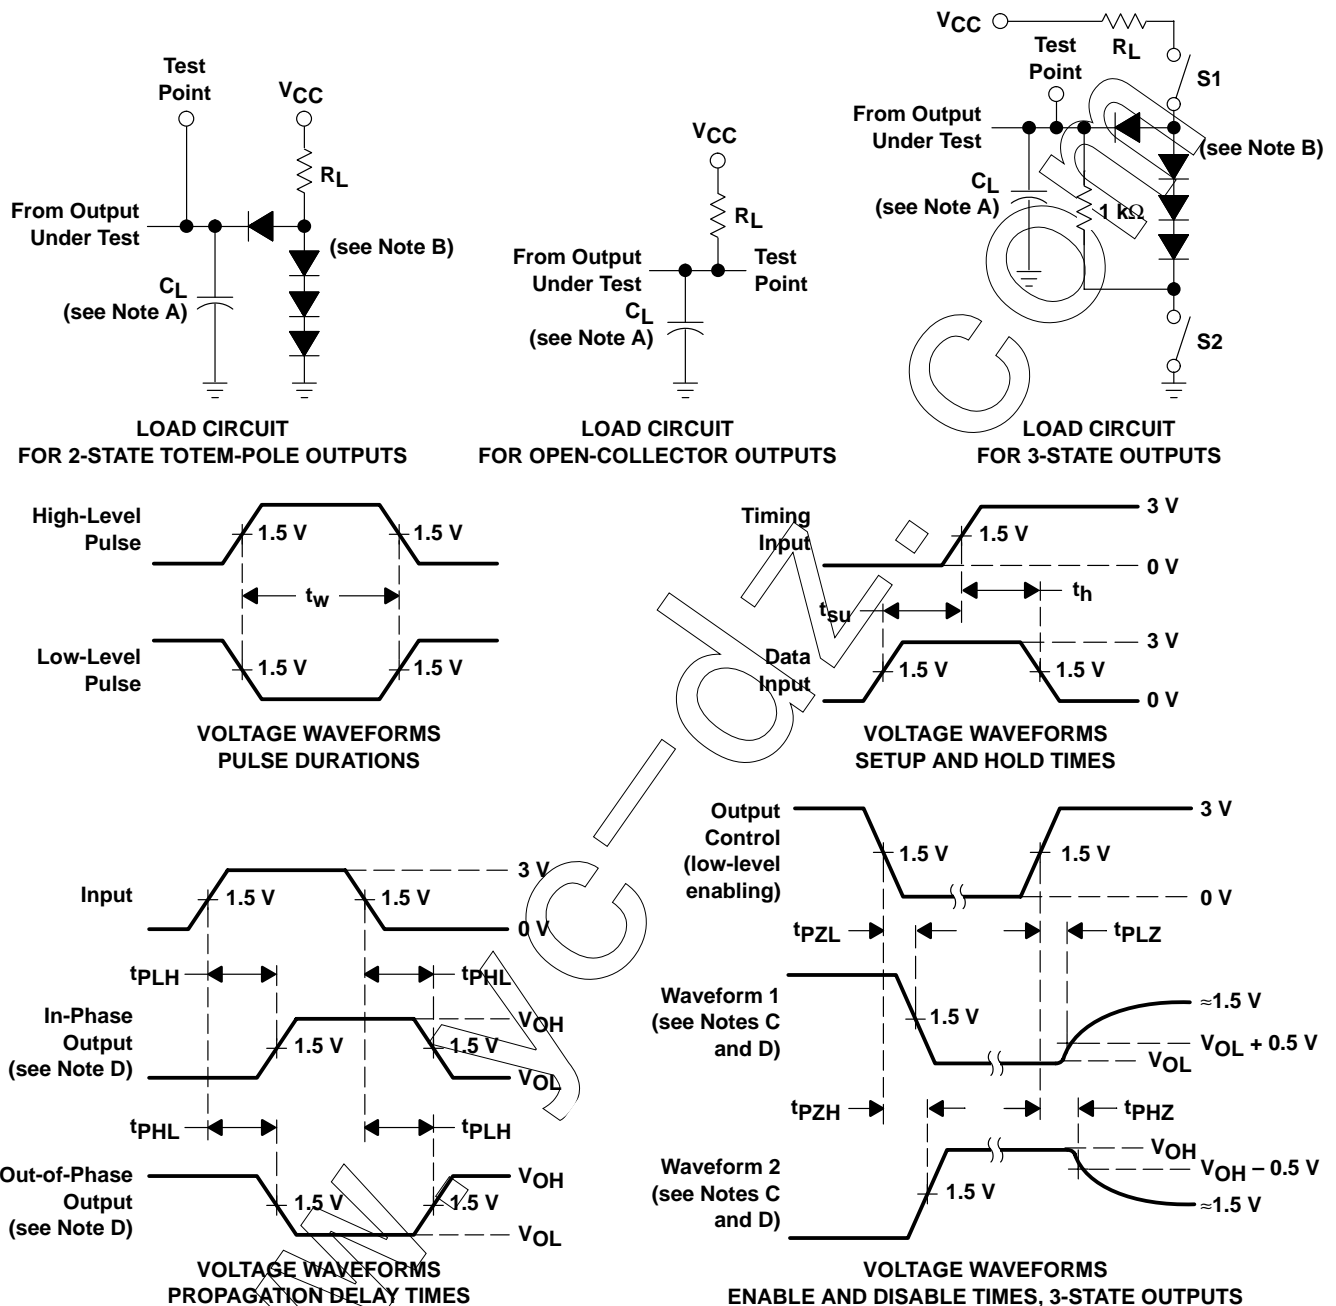 Test
Point
VCC
RL
From Output
Under Test
(see Note B)
CL
(see Note A)
LOAD CIRCUIT
FOR 2-STATE TOTEM-POLE OUTPUTS
VCC
RL
From Output
Under Test
Test
Point
CL
(see Note A)
LOAD CIRCUIT
FOR OPEN-COLLECTOR OUTPUTS
VCC
RL
Test
Point
S1
From Output
Under Test
(see Note B)
CL
(see Note A)
1 kΩ
S2
LOAD CIRCUIT
FOR 3-STATE OUTPUTS
High-Level
Pulse
1.5 V
1.5 V
tw
Low-Level
Pulse
1.5 V
1.5 V
VOLTAGE WAVEFORMS
PULSE DURATIONS
Timing
Input
3 V
1.5 V
0 V
tsu
th
Data
Input
3 V
1.5 V
1.5 V
0 V
VOLTAGE WAVEFORMS
SETUP AND HOLD TIMES
Input
3 V
1.5 V
1.5 V
0 V
tPLH
tPHL
In-Phase
Output
(see Note D)
VOH
1.5 V
1.5 V
VOL
tPHL
tPLH
Out-of-Phase
Output
(see Note D)
VOH
1.5 V
1.5 V
VOL
VOLTAGE WAVEFORMS
PROPAGATION DELAY TIMES
Output
Control
(low-level
enabling)
3 V
1.5 V
1.5 V
0 V
tPZL
tPLZ
Waveform 1
(see Notes C
and D)
≈1.5 V
1.5 V
VOL + 0.5 V
VOL
tPZH
tPHZ
Waveform 2
(see Notes C
and D)
VOH
VOH – 0.5 V
1.5 V
≈1.5 V
VOLTAGE WAVEFORMS
ENABLE AND DISABLE TIMES, 3-STATE OUTPUTS